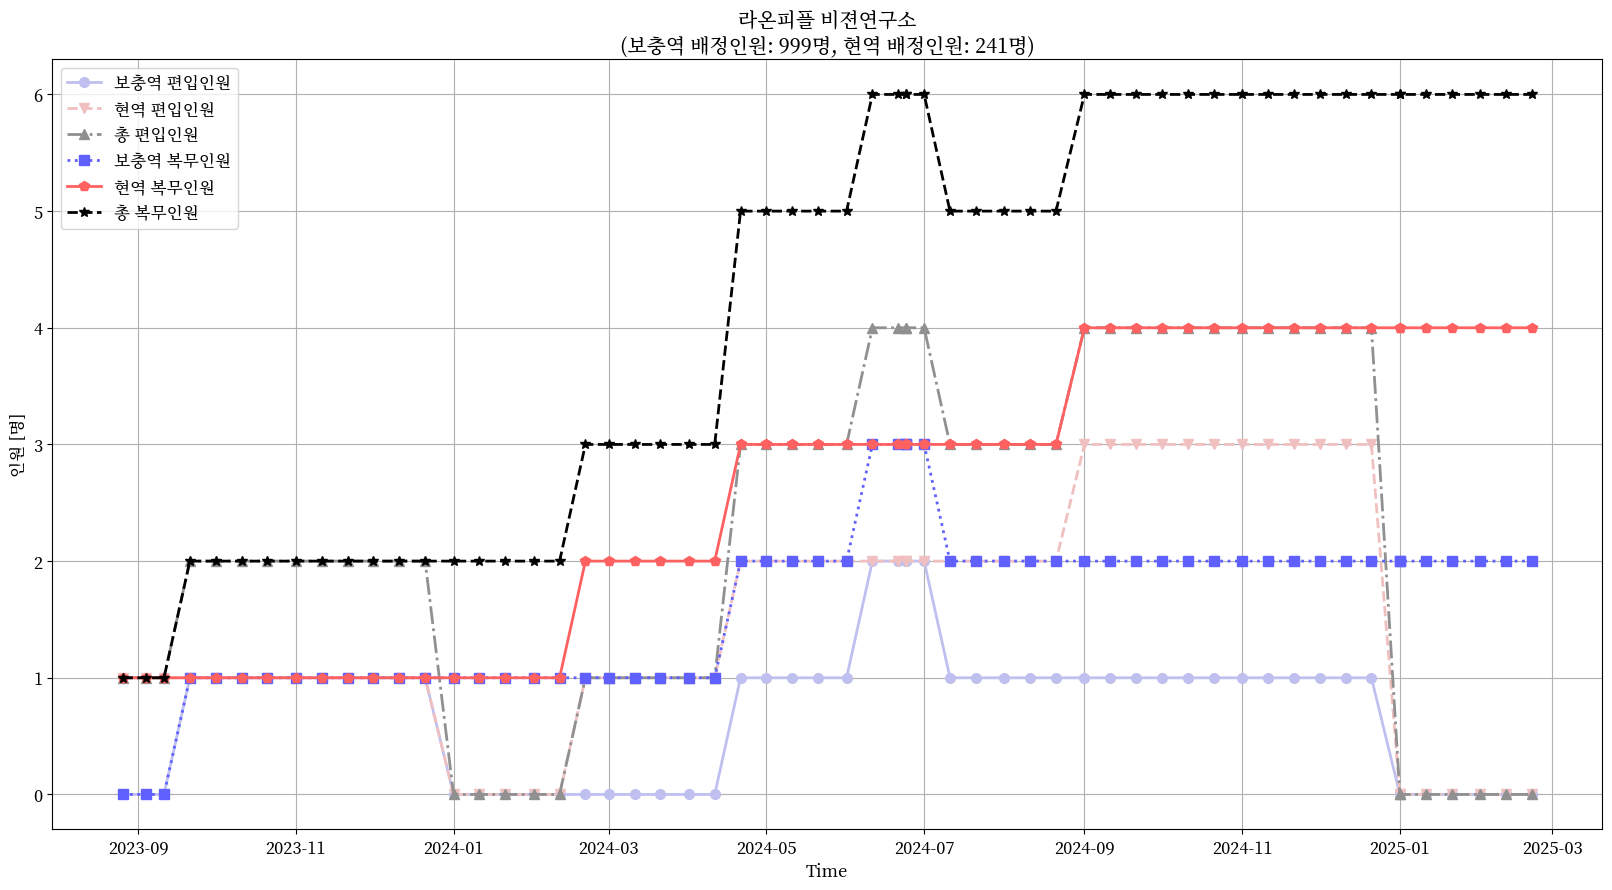 라온피플 비젼연구소
(보충역 배정인원: 999명, 현역 배정인원: 241명)
보충역 편입인원
현역 편입인원
총 편입인원
보충역 복무인원
현역 복무인원
총 복무인원
인원 [명]
6
5
4
3
2
1
0
2023-09
2023-11
2024-01
2024-03
2024-05
2024-07
2024-09
2024-11
2025-01
2025-03
Time